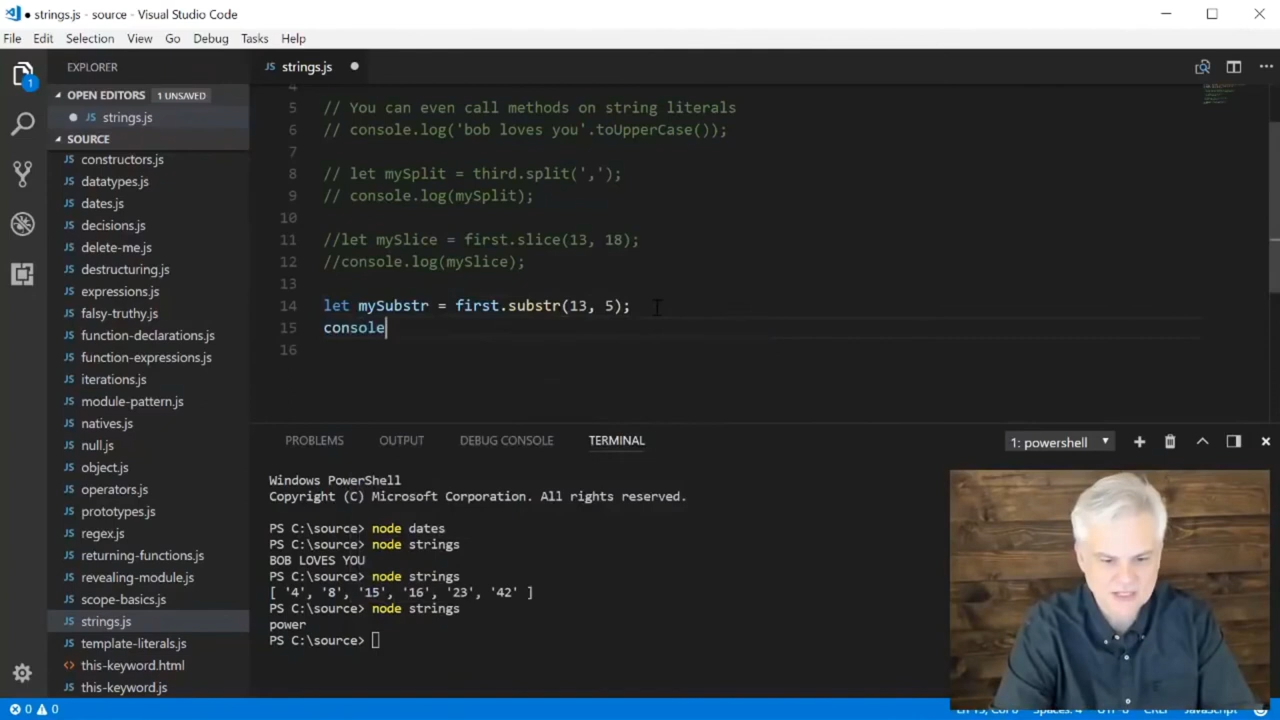 ● strings.js - source - Visual Studio Code
File Edit Selection View Go Debug Tasks Help
EXPLORER
OPEN EDITORS 1 UNSAVED
JS strings.js
SOURCE
JS constructors.js
JS datatypes.js
JS dates.js
JS decisions.js
JS delete-me.js
JS destructuring.js
JS expressions.js
JS falsy-truthy.js
JS function-declarations.js
JS function-expressions.js
JS iterations.js
JS module-pattern.js
JS natives.js
JS null.js
JS object.js
JS operators.js
JS prototypes.js
JS regex.js
JS returning-functions.js
JS revealing-module.js
JS scope-basics.js
JS strings.js
JS template-literals.js
<> this-keyword.html
JS this-keyword.js
1
JS strings.js ●
4
5 // You can even call methods on string literals
6 // console.log('bob loves you'.toUpperCase());
7
8 // let mySplit = third.split(',');
9 // console.log(mySplit);
10
11 //let mySlice = first.slice(13, 18);
12 //console.log(mySlice);
13
14 let mySubstr = first.substr(13, 5);
15 console
16
PROBLEMS OUTPUT DEBUG CONSOLE TERMINAL
1: powershell
Windows PowerShell
Copyright (C) Microsoft Corporation. All rights reserved.
PS C:\source> node dates
PS C:\source> node strings
BOB LOVES YOU
PS C:\source> node strings
[ '4', '8', '15', '16', '23', '42' ]
PS C:\source> node strings
power
PS C:\source>
0 0